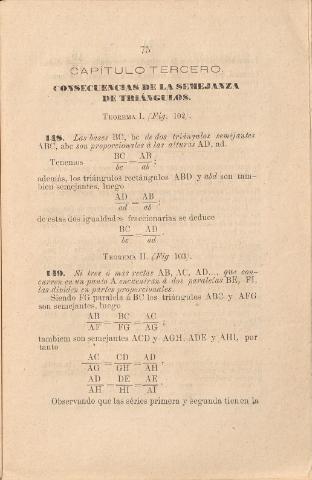 75
CAPÍTULO TERCERO.
CONSECUENCIAS DE LA SEMEJANZA
DE TRIÁNGULOS.
TEOREMA I. (Fig. 102).
148. Las bases BC, bc de dos triángulos semejantes
ABC, abc son proporcionales á las alturas AD, ad.
Tenemos BC/bc = AB/ab;
además, los triángulos rectángulos ABD y abd son tam-
bien semejantes, luego
AD/ad = AB/ab;
de estas dos igualdades fraccionarias se deduce
BC/bc = AD/ad.
TEOREMA II. (Fig 103).
149. Si tres ó mas rectas AB, AC, AD..., que con-
curren en un punto A encuentran á dos paralelas BE, FI,
las dividen en partes proporcionales.
Siendo FG paralela á BC los triángulos ABC y AFG
son semejantes, luego
AB/AF = BC/FG = AC/AG;
tambien son semejantes ACD y AGH, ADE y AHI, por
tanto
AC/AG = CD/GH = AD/AH,
AD/AH = DE/HI = AE/AI
Observando que las séries primera y segunda tienen la